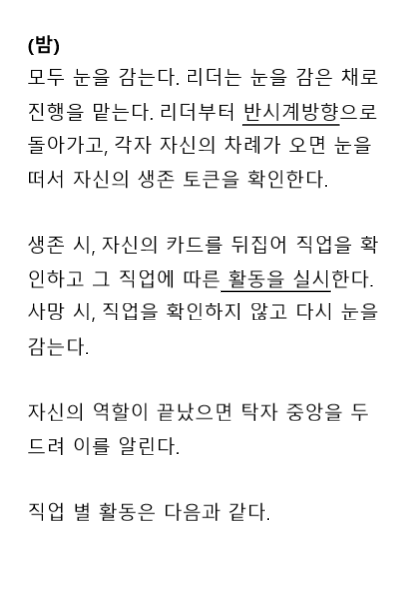 (밤)
모두 눈을 감는다. 리더는 눈을 감은 채로
진행을 맡는다. 리더부터 반시계방향으로
돌아가고, 각자 자신의 차례가 오면 눈을
떠서 자신의 생존 토큰을 확인한다.
생존 시, 자신의 카드를 뒤집어 직업을 확
인하고 그 직업에 따른 활동을 실시한다.
사망 시, 직업을 확인하지 않고 다시 눈을
감는다.
자신의 역할이 끝났으면 탁자 중앙을 두
드려 이를 알린다.
직업 별 활동은 다음과 같다.